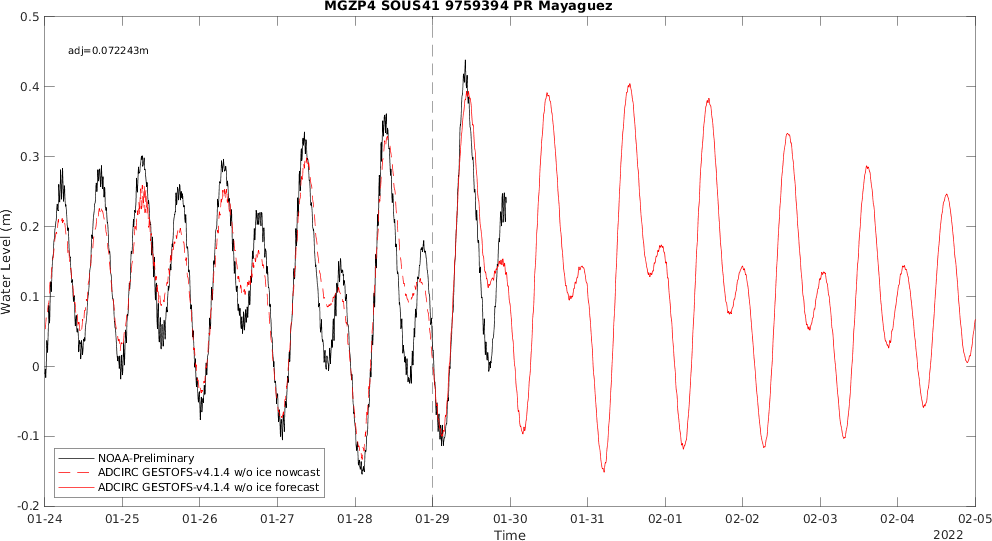 MGZP4 SOUS41 9759394 PR Mayaguez
adj=0.072243m
Water Level (m)
0.5
0.4
0.3
0.2
0.1
0
-0.1
-0.2
NOAA-Preliminary
ADCIRC GESTOFS-v4.1.4 w/o ice nowcast
ADCIRC GESTOFS-v4.1.4 w/o ice forecast
01-24 01-25 01-26 01-27 01-28 01-29 01-30 01-31 02-01 02-02 02-03 02-04 02-05
Time
2022